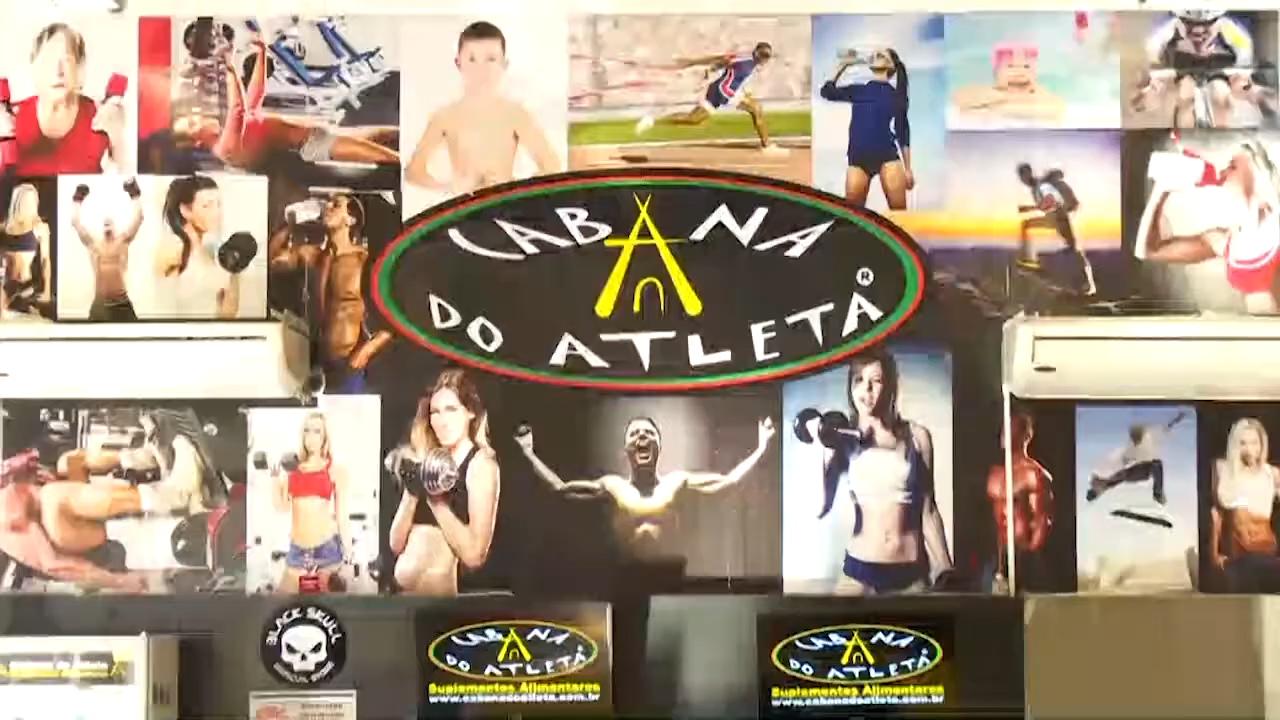 CABANA
DO ATLETA®
BLACK SKULL
CABANA
DO ATLETA
Suplementos Alimentares
www.cabanadoatleta.com.br
CABANA
DO ATLETA
Suplementos Alimentares
www.cabanadoatleta.com.br